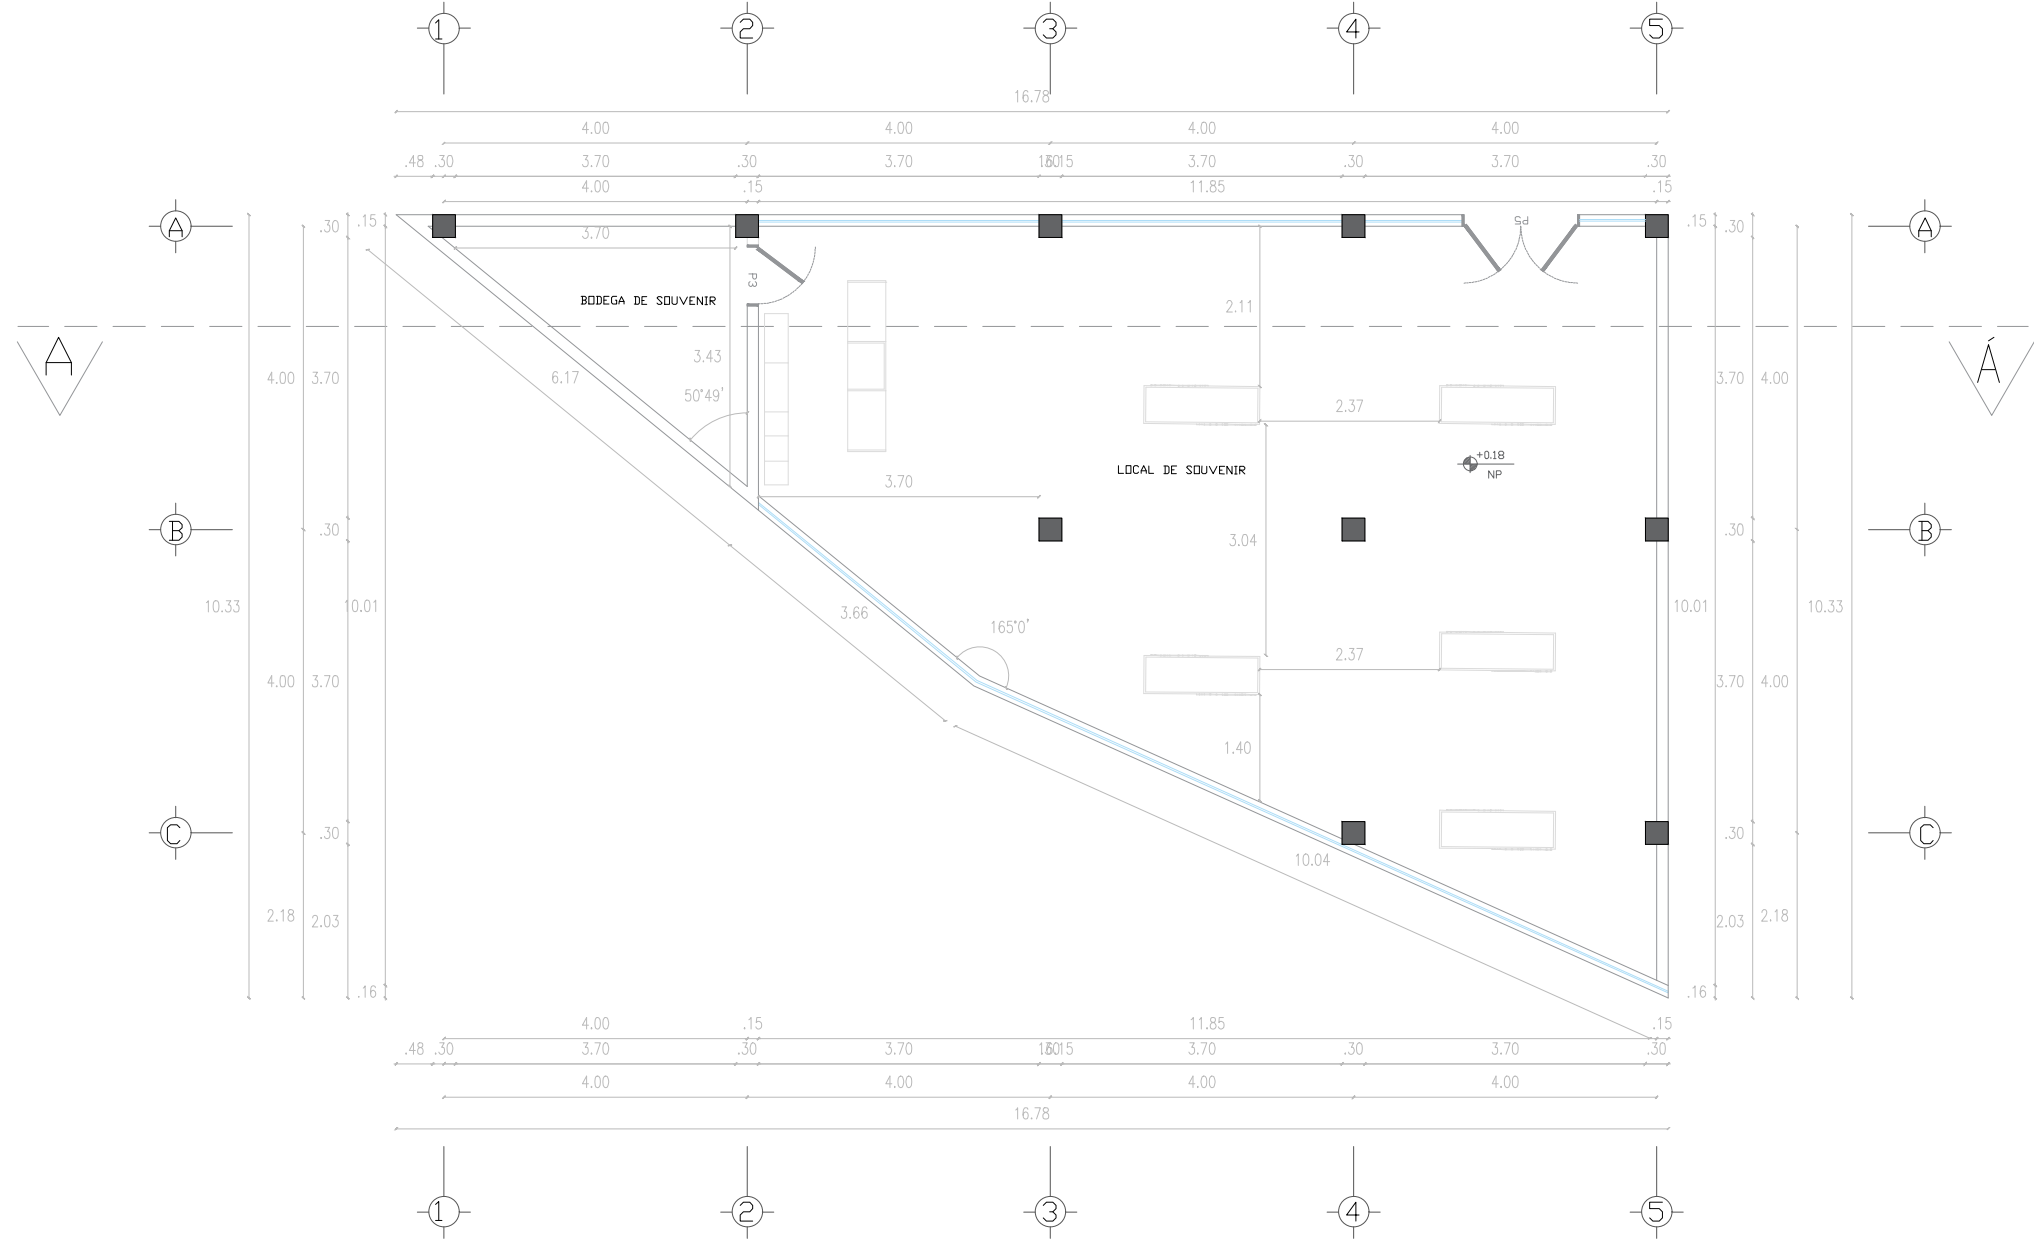 1 2 3 4 5
16.78
4.00 4.00 4.00 4.00
.48 .30 3.70 .30 3.70 .15 3.70 .30 3.70 .30
4.00 .15 11.85 .15
A .30 .15 P5 .15 .30 A
3.70
P3
BODEGA DE SOUVENIR
2.11
A 3.43 Á
4.00 3.70 6.17 3.70 4.00
50°49'
2.37
+0.18
NP
LOCAL DE SOUVENIR
3.70
B .30 .30 B
3.04
10.33 10.01 3.66 10.01 10.33
165°0'
2.37
4.00 3.70 3.70 4.00
1.40
C .30 .30 C
10.04
2.18 2.03 2.03 2.18
.16 .16
4.00 .15 11.85 .15
.48 .30 3.70 .30 3.70 .15 3.70 .30 3.70 .30
4.00 4.00 4.00 4.00
16.78
1 2 3 4 5